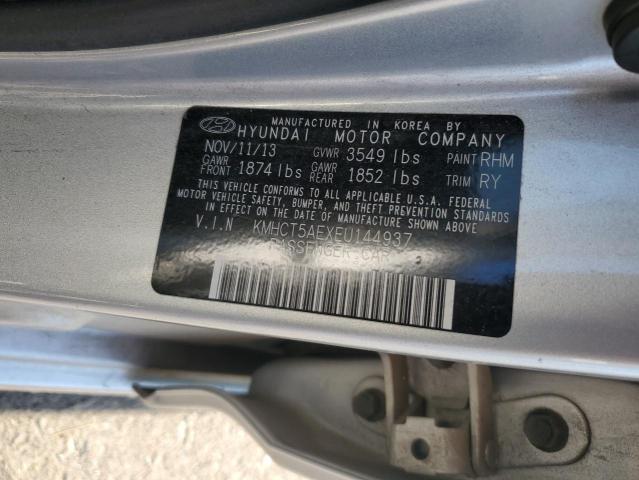 MANUFACTURED IN KOREA BY
HYUNDAI MOTOR COMPANY
NOV/11/13 GVWR 3549 lbs PAINT RHM
GAWR FRONT 1874 lbs GAWR REAR 1852 lbs TRIM RY
THIS VEHICLE CONFORMS TO ALL APPLICABLE U.S.A. FEDERAL
MOTOR VEHICLE SAFETY, BUMPER, AND THEFT PREVENTION STANDARDS
IN EFFECT ON THE DATE OF MANUFACTURE SHOWN ABOVE.
V.I.N KMHCT5AEXEU144937
PASSENGER CAR